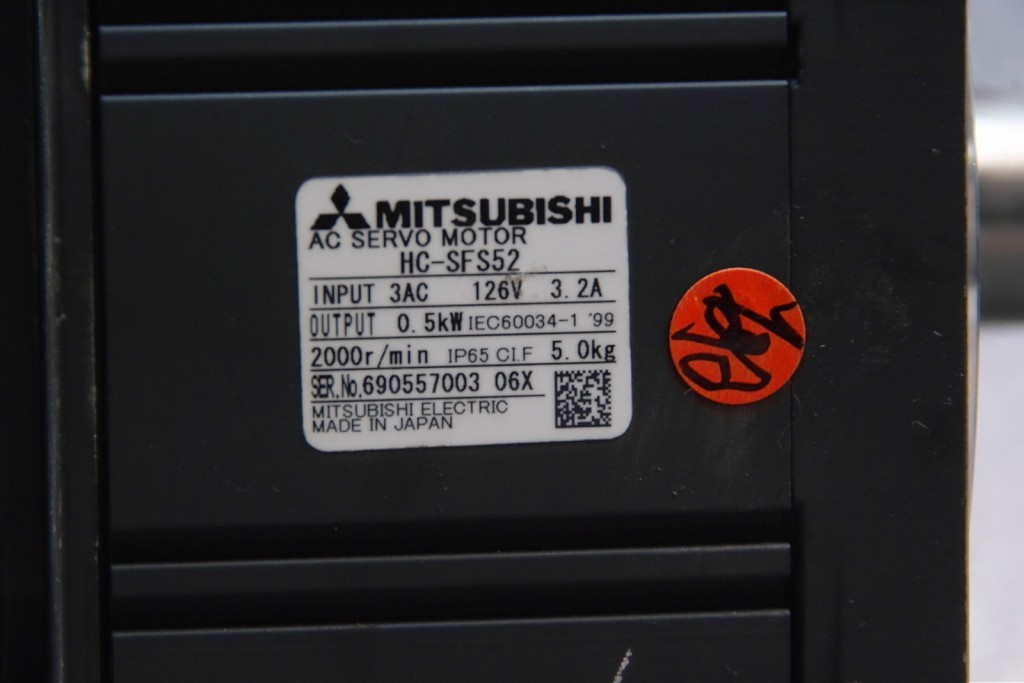 MITSUBISHI
AC SERVO MOTOR
HC-SFS52
INPUT 3AC 126V 3.2A
OUTPUT 0.5kW IEC60034-1 '99
2000r/min IP65 CI.F 5.0kg
SER.No.690557003 06X
MITSUBISHI ELECTRIC
MADE IN JAPAN